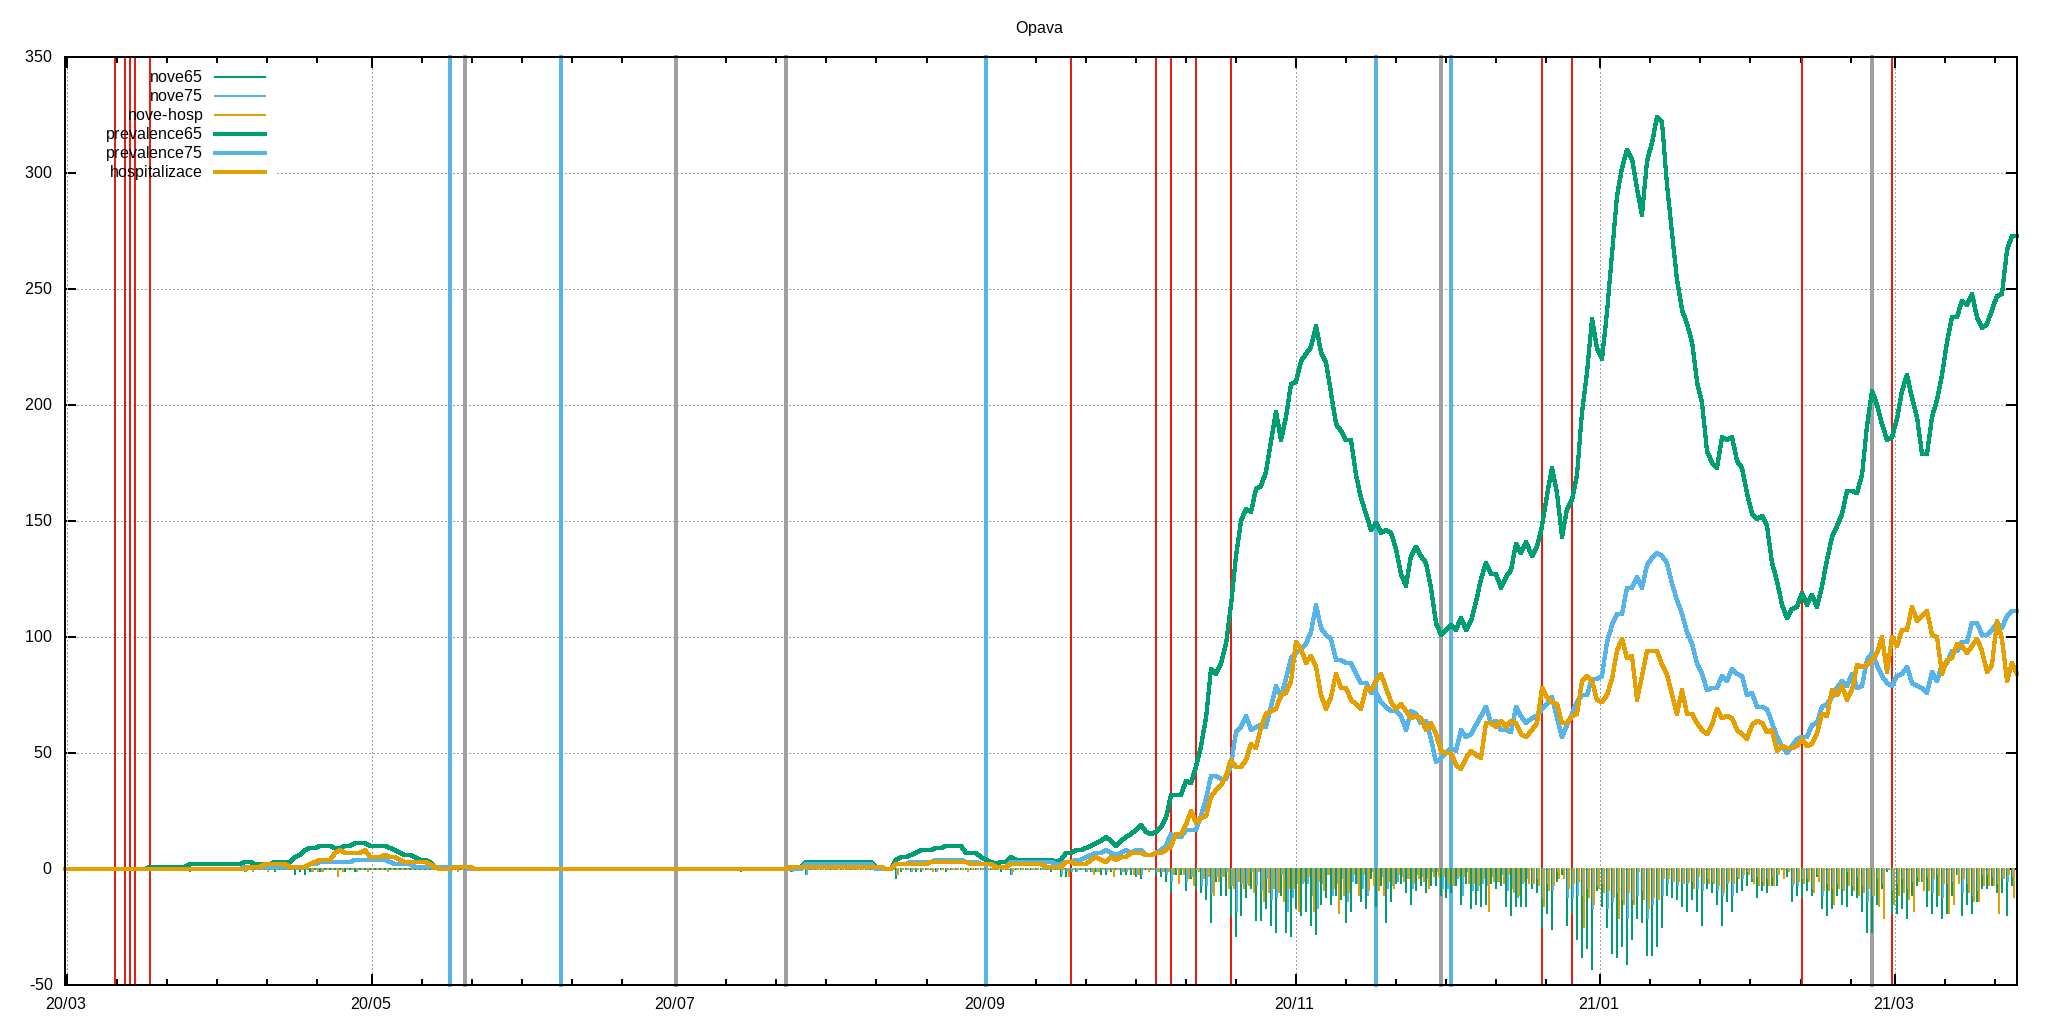 Opava
350
300
250
200
150
100
50
0
-50
nove65
nove75
nove-hosp
prevalence65
prevalence75
hospitalizace
20/03 20/05 20/07 20/09 20/11 21/01 21/03